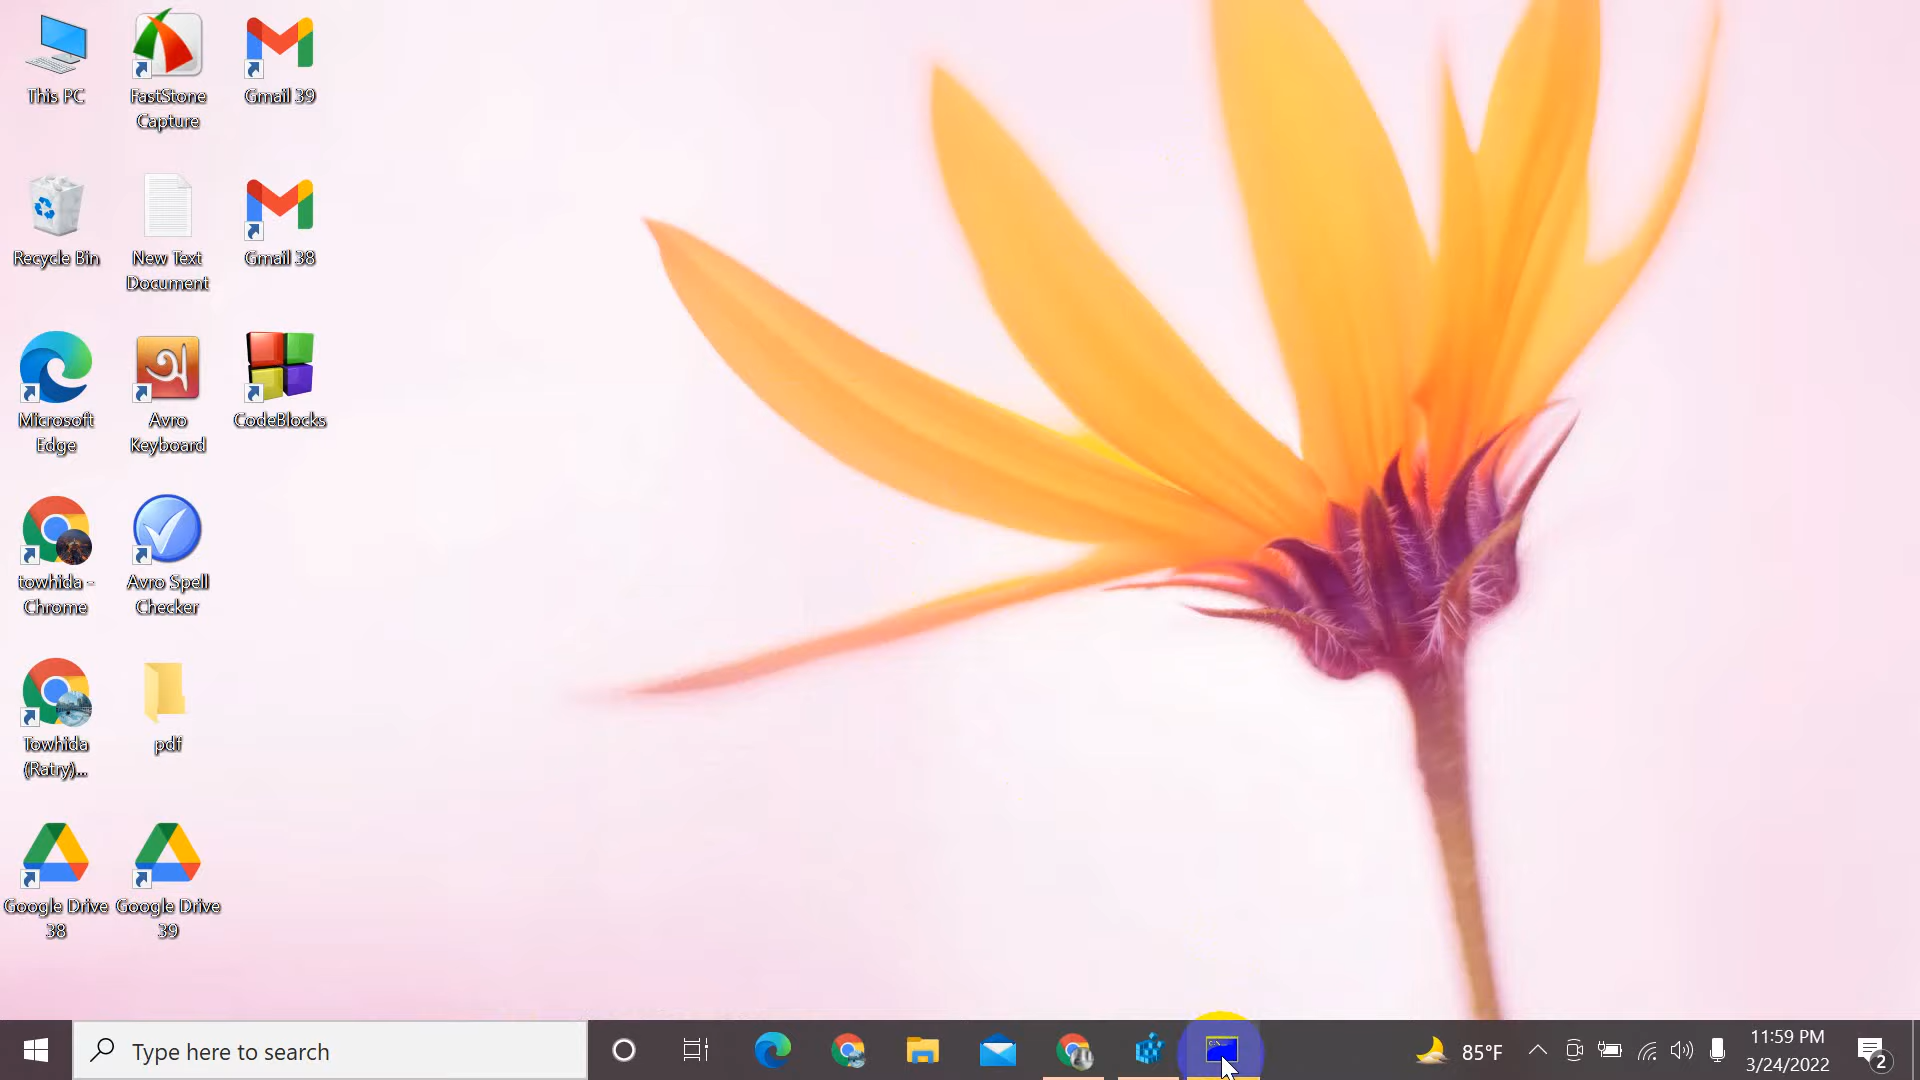 This PC
FastStone
Capture
Gmail 39
Recycle Bin
New Text
Document
Gmail 38
Microsoft
Edge
অ
Avro
Keyboard
CodeBlocks
towhida -
Chrome
Avro Spell
Checker
Towhida
(Ratry)...
pdf
Google Drive
38
Google Drive
39
Type here to search
85°F
11:59 PM
3/24/2022
2